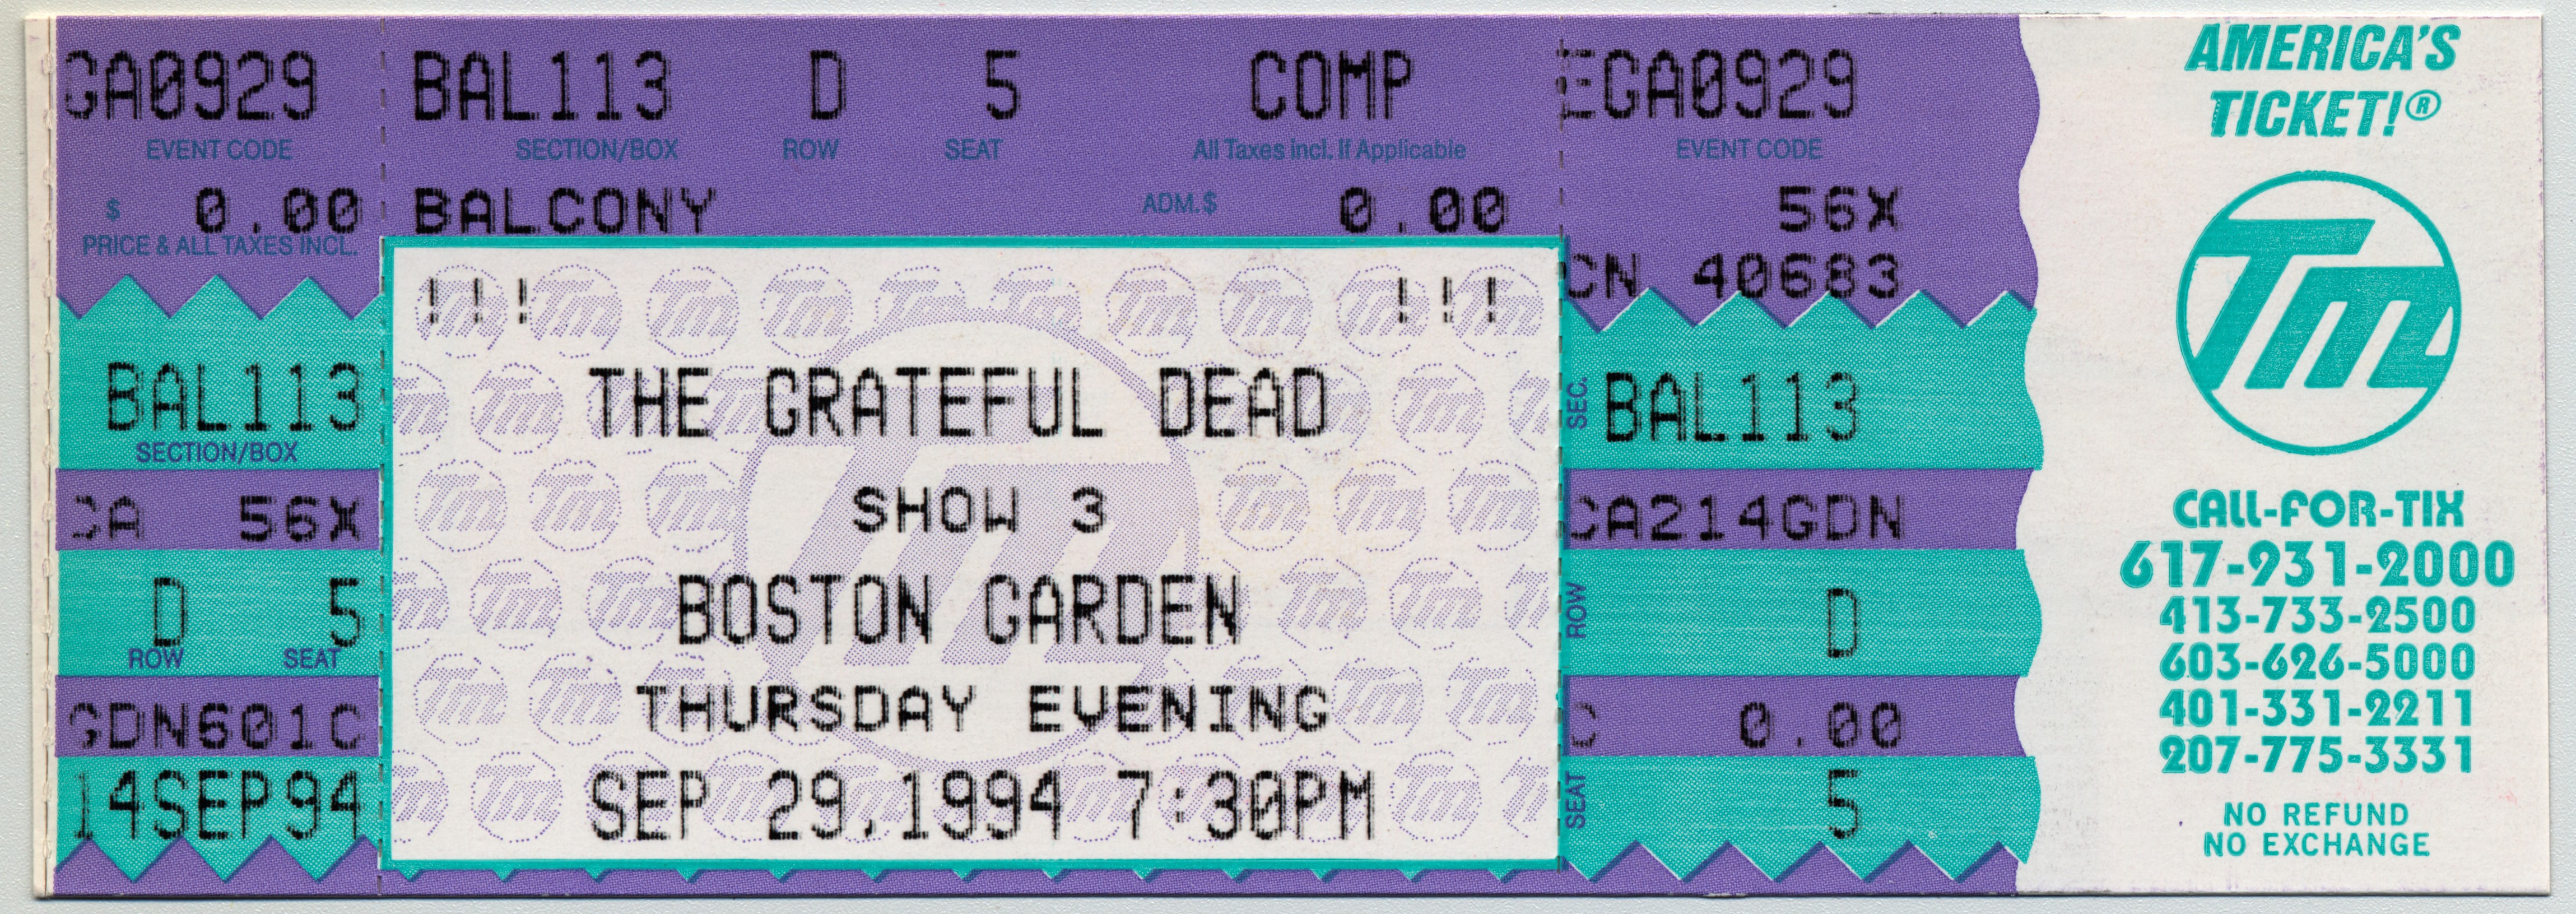 GA0929
EVENT CODE
$ 0.00
PRICE & ALL TAXES INCL.
BAL113
SECTION/BOX
CA 56X
D 5
ROW SEAT
GDN601C
14SEP94
BAL113 D 5 COMP
SECTION/BOX ROW SEAT All Taxes Incl. If Applicable
BALCONY ADM.$ 0.00
!!! !!!
THE GRATEFUL DEAD
SHOW 3
BOSTON GARDEN
THURSDAY EVENING
SEP 29,1994 7:30PM
EGA0929
EVENT CODE
56X
CN 40683
SEC. BAL113
CA214GDN
ROW D
C 0.00
SEAT 5
AMERICA'S
TICKET!®
Tm
CALL-FOR-TIX
617-931-2000
413-733-2500
603-626-5000
401-331-2211
207-775-3331
NO REFUND
NO EXCHANGE